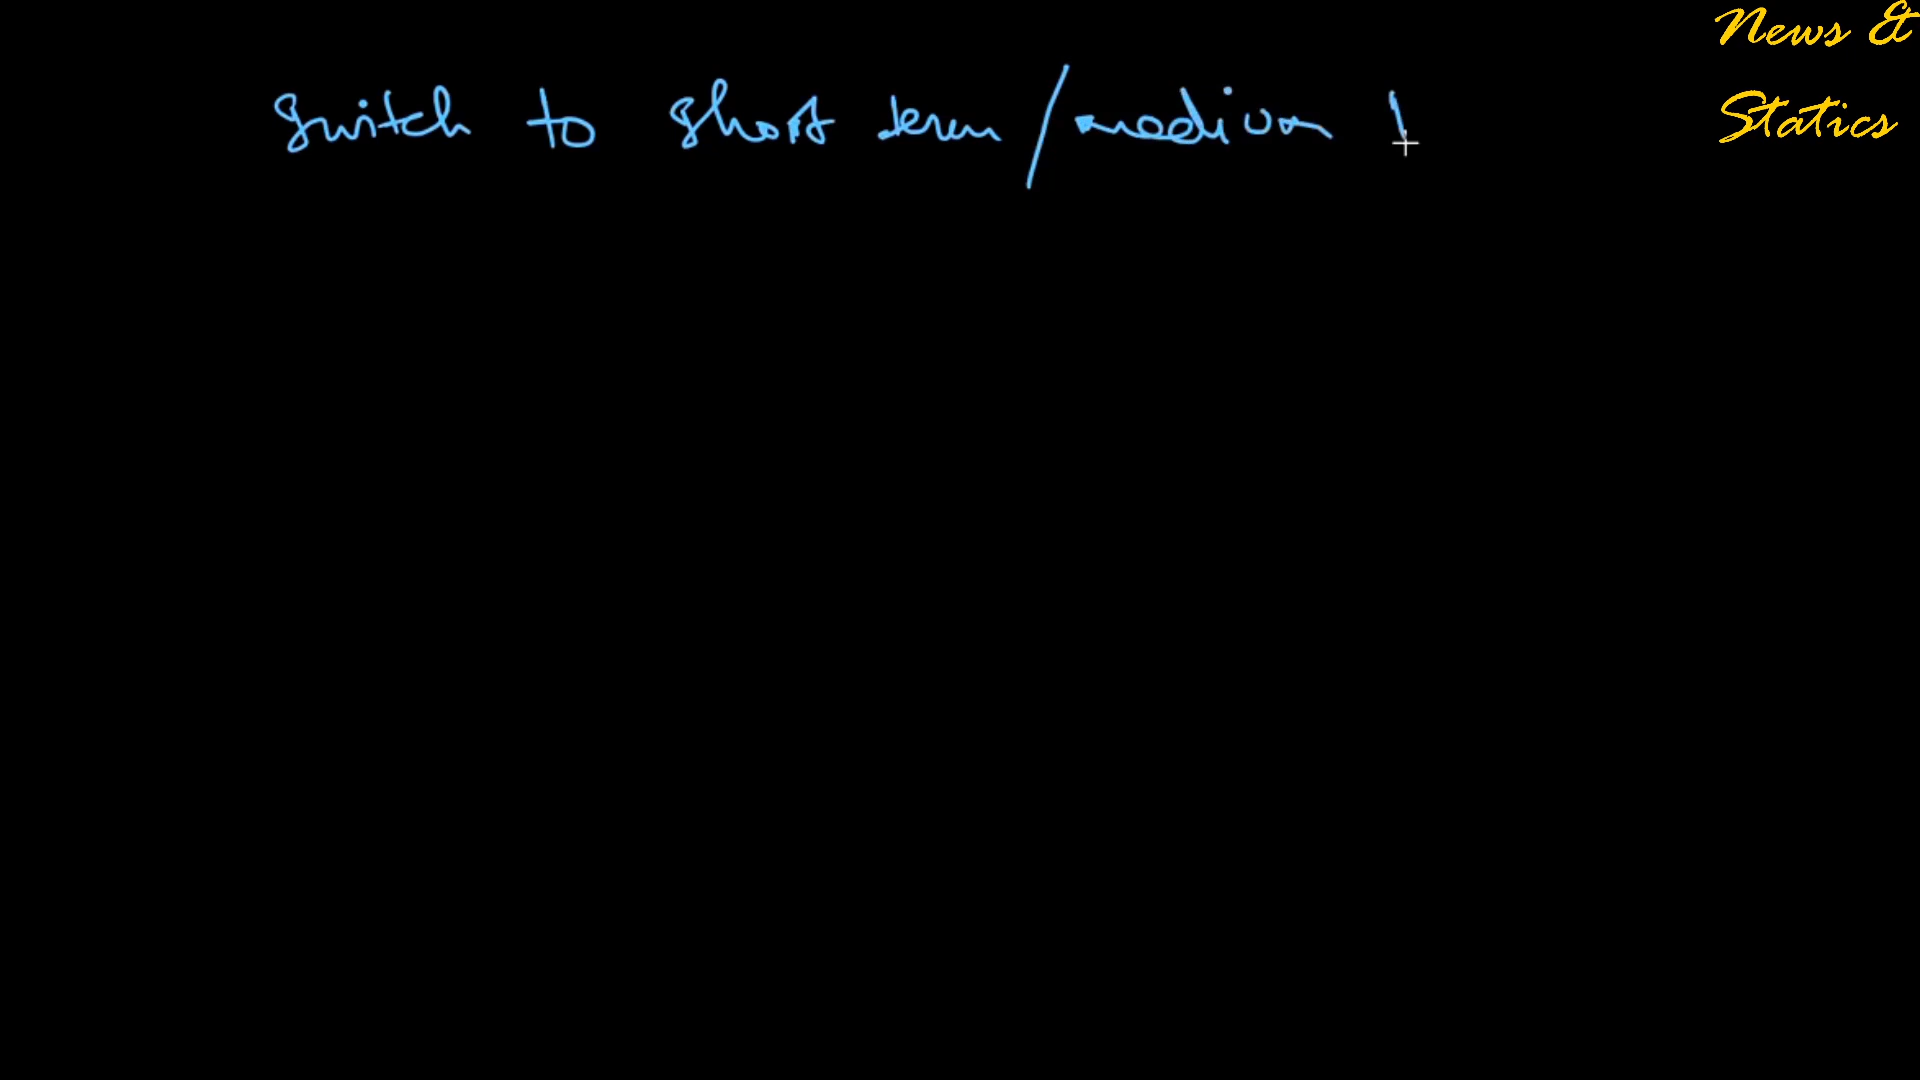 switch to short term/medium t
News &
Statics